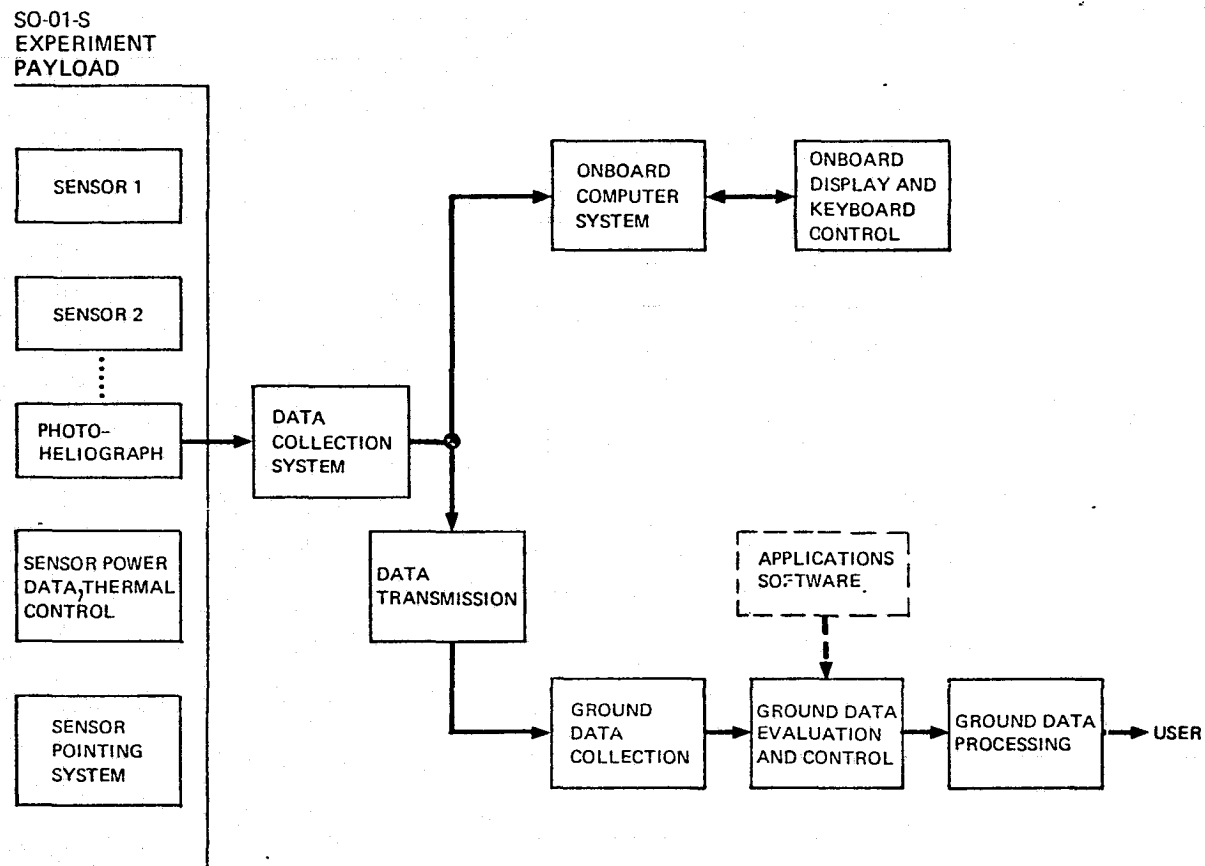 SO-01-S
EXPERIMENT
PAYLOAD
SENSOR 1
SENSOR 2
PHOTO-
HELIOGRAPH
SENSOR POWER
DATA, THERMAL
CONTROL
SENSOR
POINTING
SYSTEM
DATA
COLLECTION
SYSTEM
ONBOARD
COMPUTER
SYSTEM
ONBOARD
DISPLAY AND
KEYBOARD
CONTROL
DATA
TRANSMISSION
APPLICATIONS
SOFTWARE
GROUND
DATA
COLLECTION
GROUND DATA
EVALUATION
AND CONTROL
GROUND DATA
PROCESSING
USER